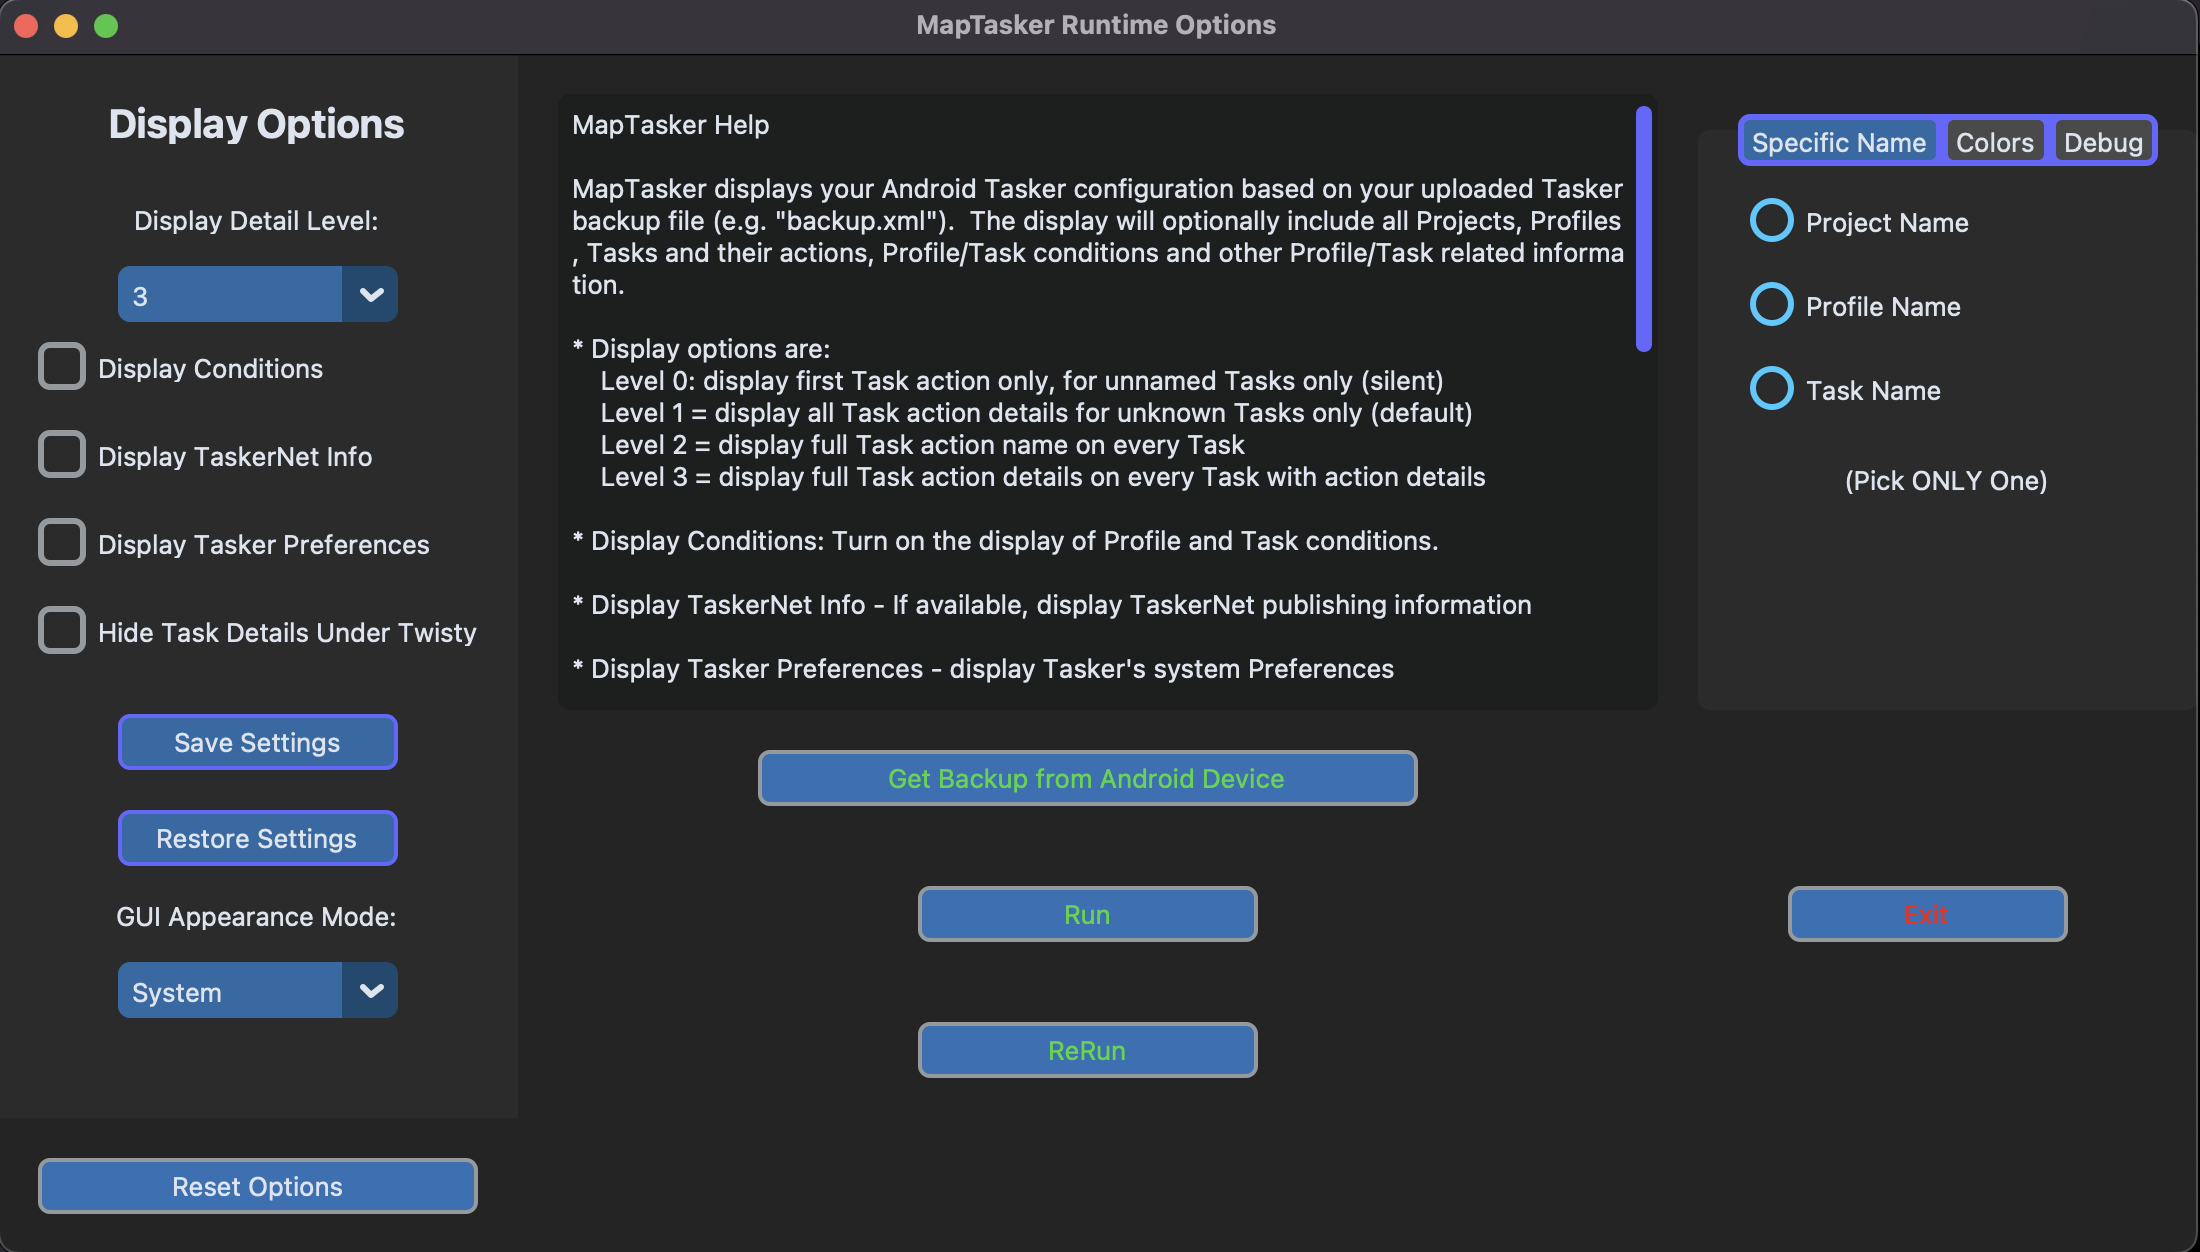 MapTasker Runtime Options
Display Options
Display Detail Level:
3
Display Conditions
Display TaskerNet Info
Display Tasker Preferences
Hide Task Details Under Twisty
Save Settings
Restore Settings
GUI Appearance Mode:
System
Reset Options
MapTasker Help
MapTasker displays your Android Tasker configuration based on your uploaded Tasker
backup file (e.g. "backup.xml").  The display will optionally include all Projects, Profiles
, Tasks and their actions, Profile/Task conditions and other Profile/Task related informa
tion.
* Display options are:
Level 0: display first Task action only, for unnamed Tasks only (silent)
Level 1 = display all Task action details for unknown Tasks only (default)
Level 2 = display full Task action name on every Task
Level 3 = display full Task action details on every Task with action details
* Display Conditions: Turn on the display of Profile and Task conditions.
* Display TaskerNet Info - If available, display TaskerNet publishing information
* Display Tasker Preferences - display Tasker's system Preferences
Get Backup from Android Device
Run
ReRun
Specific Name
Colors
Debug
Project Name
Profile Name
Task Name
(Pick ONLY One)
Exit